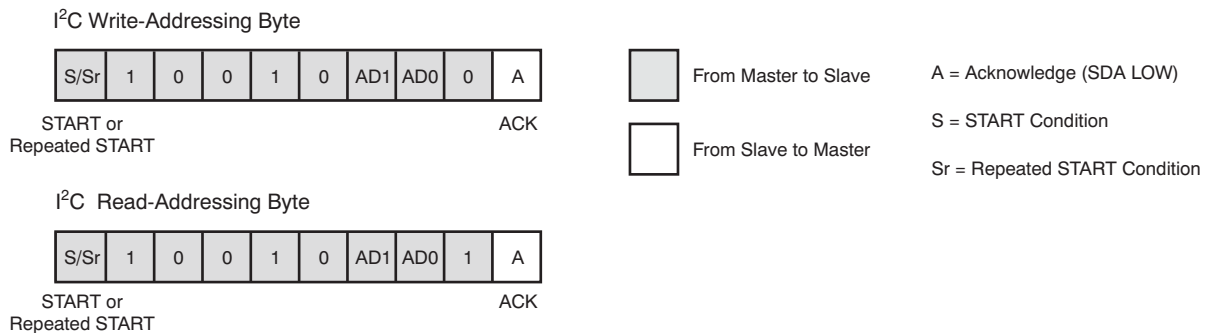 I²C Write-Addressing Byte
S/Sr 1 0 0 1 0 AD1 AD0 0 A
START or
Repeated START
ACK
I²C Read-Addressing Byte
S/Sr 1 0 0 1 0 AD1 AD0 1 A
START or
Repeated START
ACK
From Master to Slave
From Slave to Master
A = Acknowledge (SDA LOW)
S = START Condition
Sr = Repeated START Condition